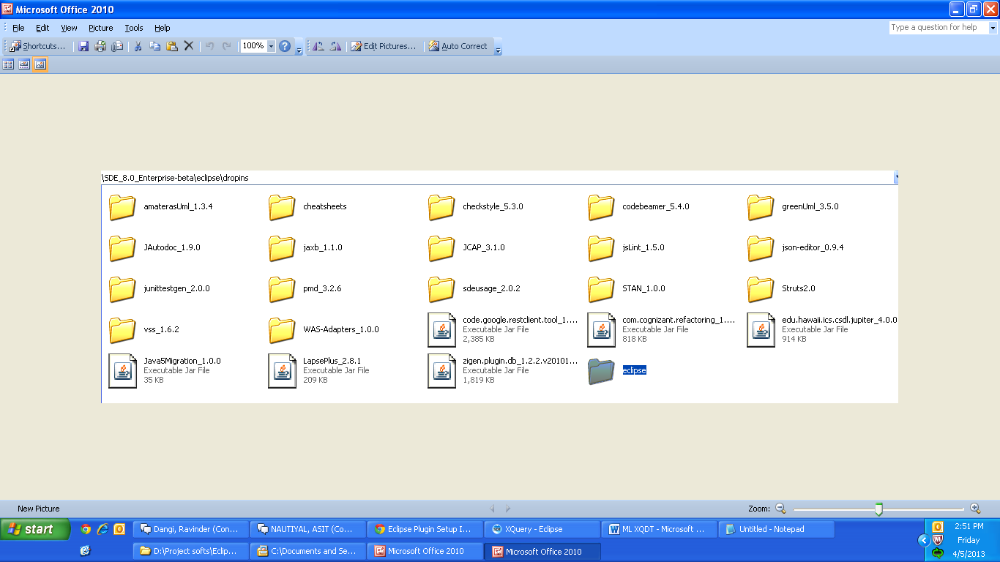 Microsoft Office 2010
File Edit View Picture Tools Help
Type a question for help
Shortcuts... 100% Edit Pictures... Auto Correct
\SDE_8.0_Enterprise-beta\eclipse\dropins
amaterasUml_1.3.4 cheatsheets checkstyle_5.3.0 codebeamer_5.4.0 greenUml_3.5.0
JAutodoc_1.9.0 jaxb_1.1.0 JCAP_3.1.0 jsLint_1.5.0 json-editor_0.9.4
junittestgen_2.0.0 pmd_3.2.6 sdeusage_2.0.2 STAN_1.0.0 Struts2.0
vss_1.6.2 WAS-Adapters_1.0.0
code.google.restclient.tool_1....
Executable Jar File
2,385 KB
com.cognizant.refactoring_1....
Executable Jar File
818 KB
edu.hawaii.ics.csdl.jupiter_4.0.0
Executable Jar File
914 KB
Java5Migration_1.0.0
Executable Jar File
35 KB
LapsePlus_2.8.1
Executable Jar File
209 KB
zigen.plugin.db_1.2.2.v20101...
Executable Jar File
1,819 KB
eclipse
New Picture
Zoom:
start
Dangi, Ravinder (Con... NAUTIYAL, ASIT (Co... Eclipse Plugin Setup I... XQuery - Eclipse ML XQDT - Microsoft ... Untitled - Notepad
D:\Project softs\Eclip... C:\Documents and Se... Microsoft Office 2010 Microsoft Office 2010
2:51 PM
Friday
4/5/2013